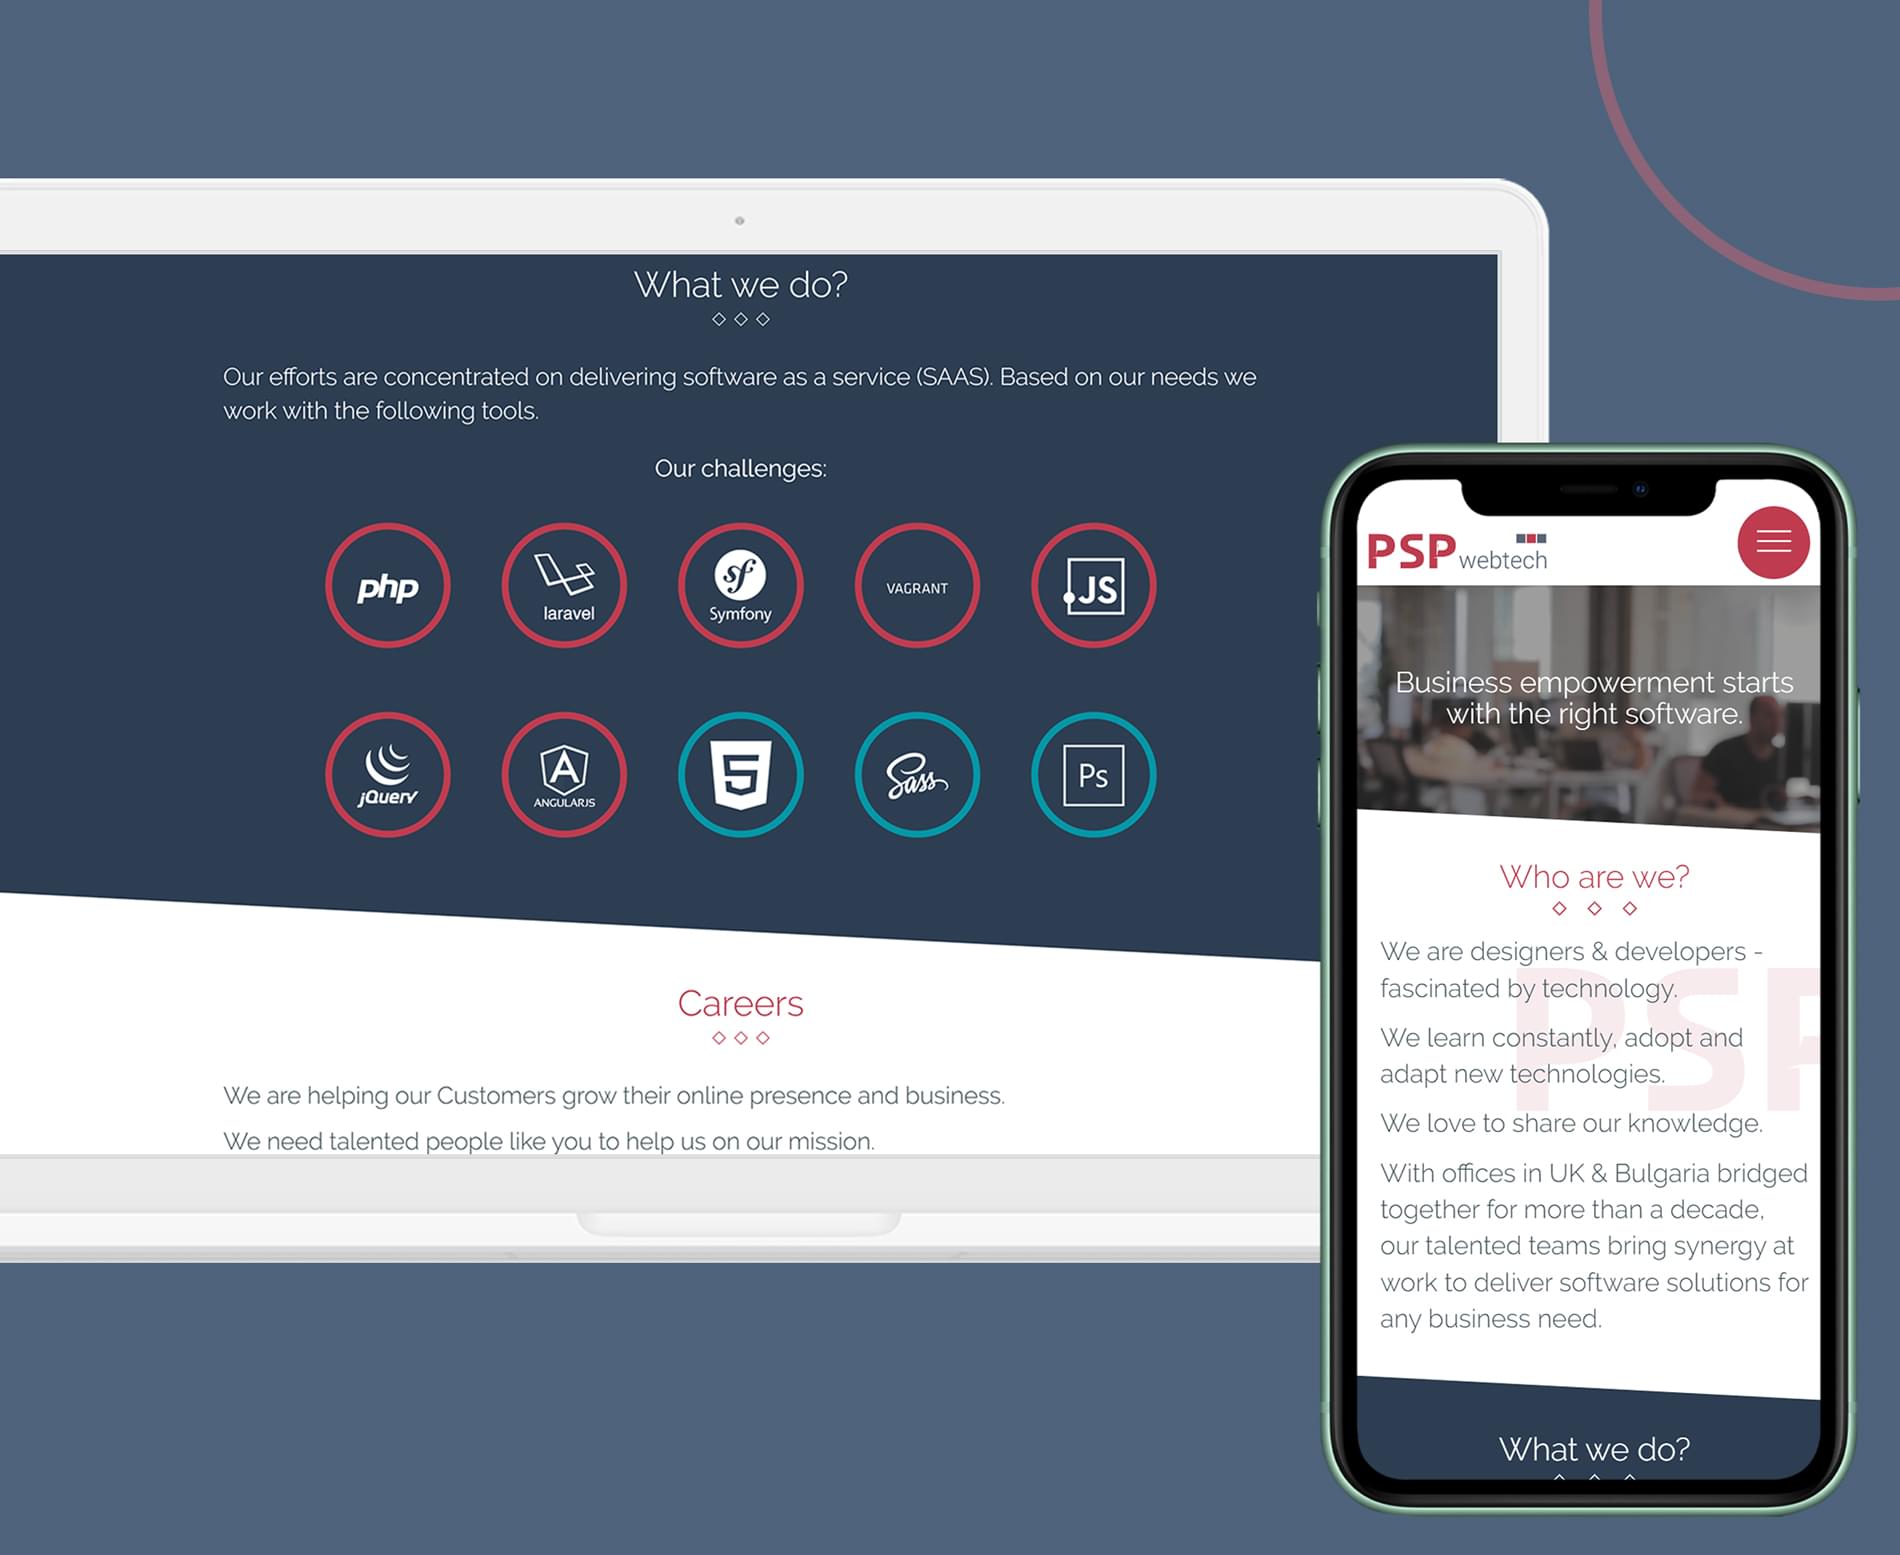 What we do?
Our efforts are concentrated on delivering software as a service (SAAS). Based on our needs we
work with the following tools.
Our challenges:
php
laravel
Symfony
VAGRANT
JS
jQuery
ANGULARJS
5
Sass
Ps
Careers
We are helping our Customers grow their online presence and business.
We need talented people like you to help us on our mission.
PSP webtech
Business empowerment starts
with the right software.
Who are we?
We are designers & developers -
fascinated by technology.
We learn constantly, adopt and
adapt new technologies.
We love to share our knowledge.
With offices in UK & Bulgaria bridged
together for more than a decade,
our talented teams bring synergy at
work to deliver software solutions for
any business need.
PSP
What we do?